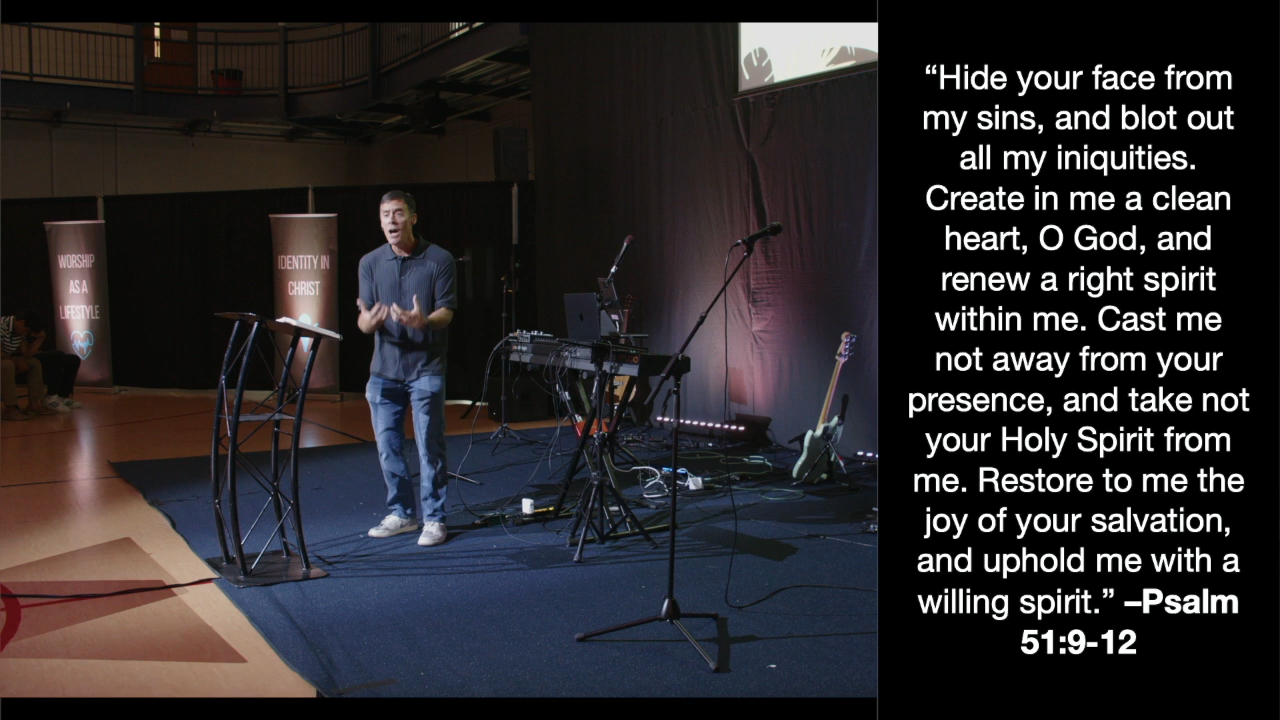 WORSHIP
AS A
LIFESTYLE
IDENTITY IN
CHRIST
“Hide your face from
my sins, and blot out
all my iniquities.
Create in me a clean
heart, O God, and
renew a right spirit
within me. Cast me
not away from your
presence, and take not
your Holy Spirit from
me. Restore to me the
joy of your salvation,
and uphold me with a
willing spirit.” –Psalm
51:9-12